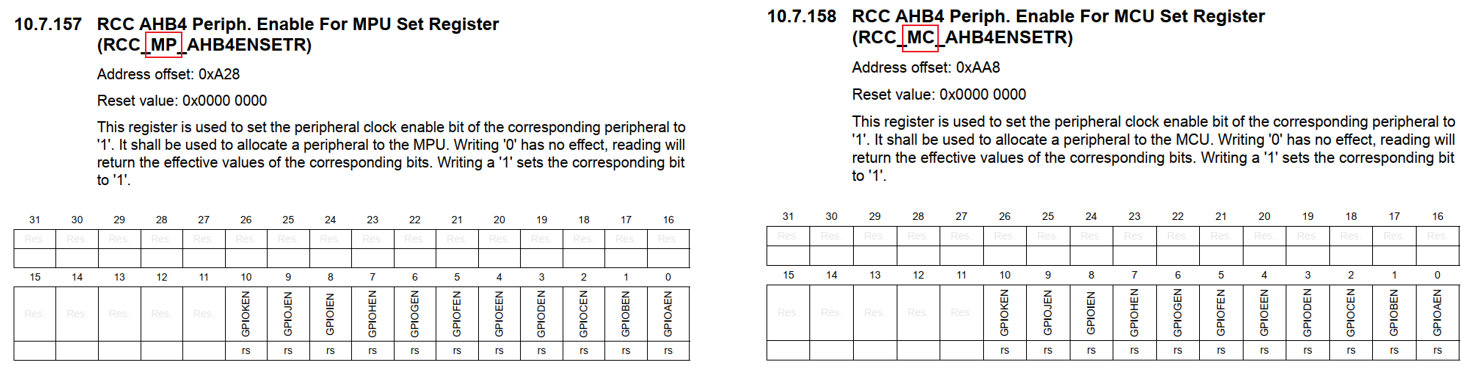 10.7.157 RCC AHB4 Periph. Enable For MPU Set Register
(RCC_MP_AHB4ENSETR)
Address offset: 0xA28
Reset value: 0x0000 0000
This register is used to set the peripheral clock enable bit of the corresponding peripheral to
'1'. It shall be used to allocate a peripheral to the MPU. Writing '0' has no effect, reading will
return the effective values of the corresponding bits. Writing a '1' sets the corresponding bit
to '1'.
31 30 29 28 27 26 25 24 23 22 21 20 19 18 17 16
Res. Res. Res. Res. Res. Res. Res. Res. Res. Res. Res. Res. Res. Res. Res. Res.
15 14 13 12 11 10 9 8 7 6 5 4 3 2 1 0
Res. Res. Res. Res. Res. GPIOKEN GPIOJEN GPIOIEN GPIOHEN GPIOGEN GPIOFEN GPIOEEN GPIODEN GPIOCEN GPIOBEN GPIOAEN
rs rs rs rs rs rs rs rs rs rs rs
10.7.158 RCC AHB4 Periph. Enable For MCU Set Register
(RCC_MC_AHB4ENSETR)
Address offset: 0xAA8
Reset value: 0x0000 0000
This register is used to set the peripheral clock enable bit of the corresponding peripheral to
'1'. It shall be used to allocate a peripheral to the MCU. Writing '0' has no effect, reading will
return the effective values of the corresponding bits. Writing a '1' sets the corresponding bit
to '1'.
31 30 29 28 27 26 25 24 23 22 21 20 19 18 17 16
Res. Res. Res. Res. Res. Res. Res. Res. Res. Res. Res. Res. Res. Res. Res. Res.
15 14 13 12 11 10 9 8 7 6 5 4 3 2 1 0
Res. Res. Res. Res. Res. GPIOKEN GPIOJEN GPIOIEN GPIOHEN GPIOGEN GPIOFEN GPIOEEN GPIODEN GPIOCEN GPIOBEN GPIOAEN
rs rs rs rs rs rs rs rs rs rs rs